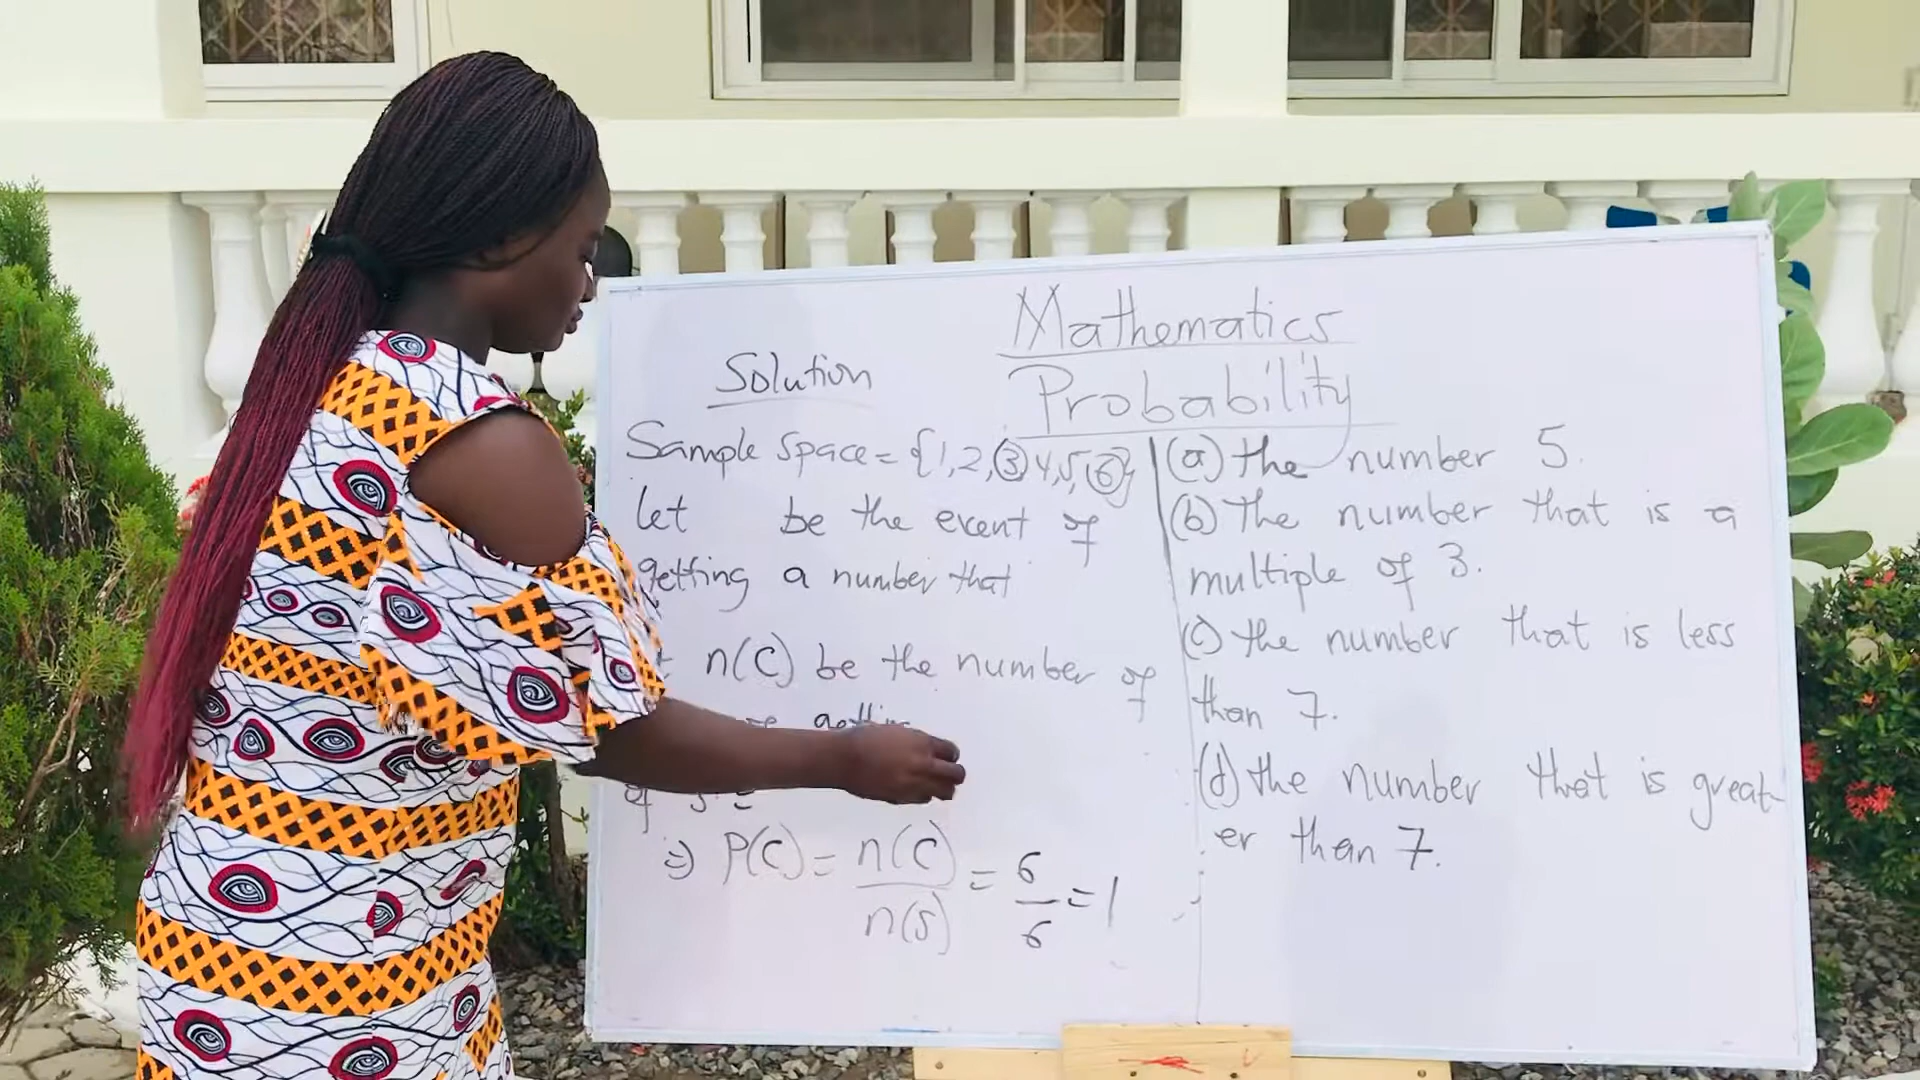 Mathematics
Probability
Solution
Sample space = {1,2,3,4,5,6}
let be the event of
getting a number that
n(C) be the number of
of
=> P(C) = n(C)/n(S) = 6/6 = 1
(a) the number 5.
(b) The number that is a
multiple of 3.
(c) the number that is less
than 7.
(d) the number that is great-
er than 7.